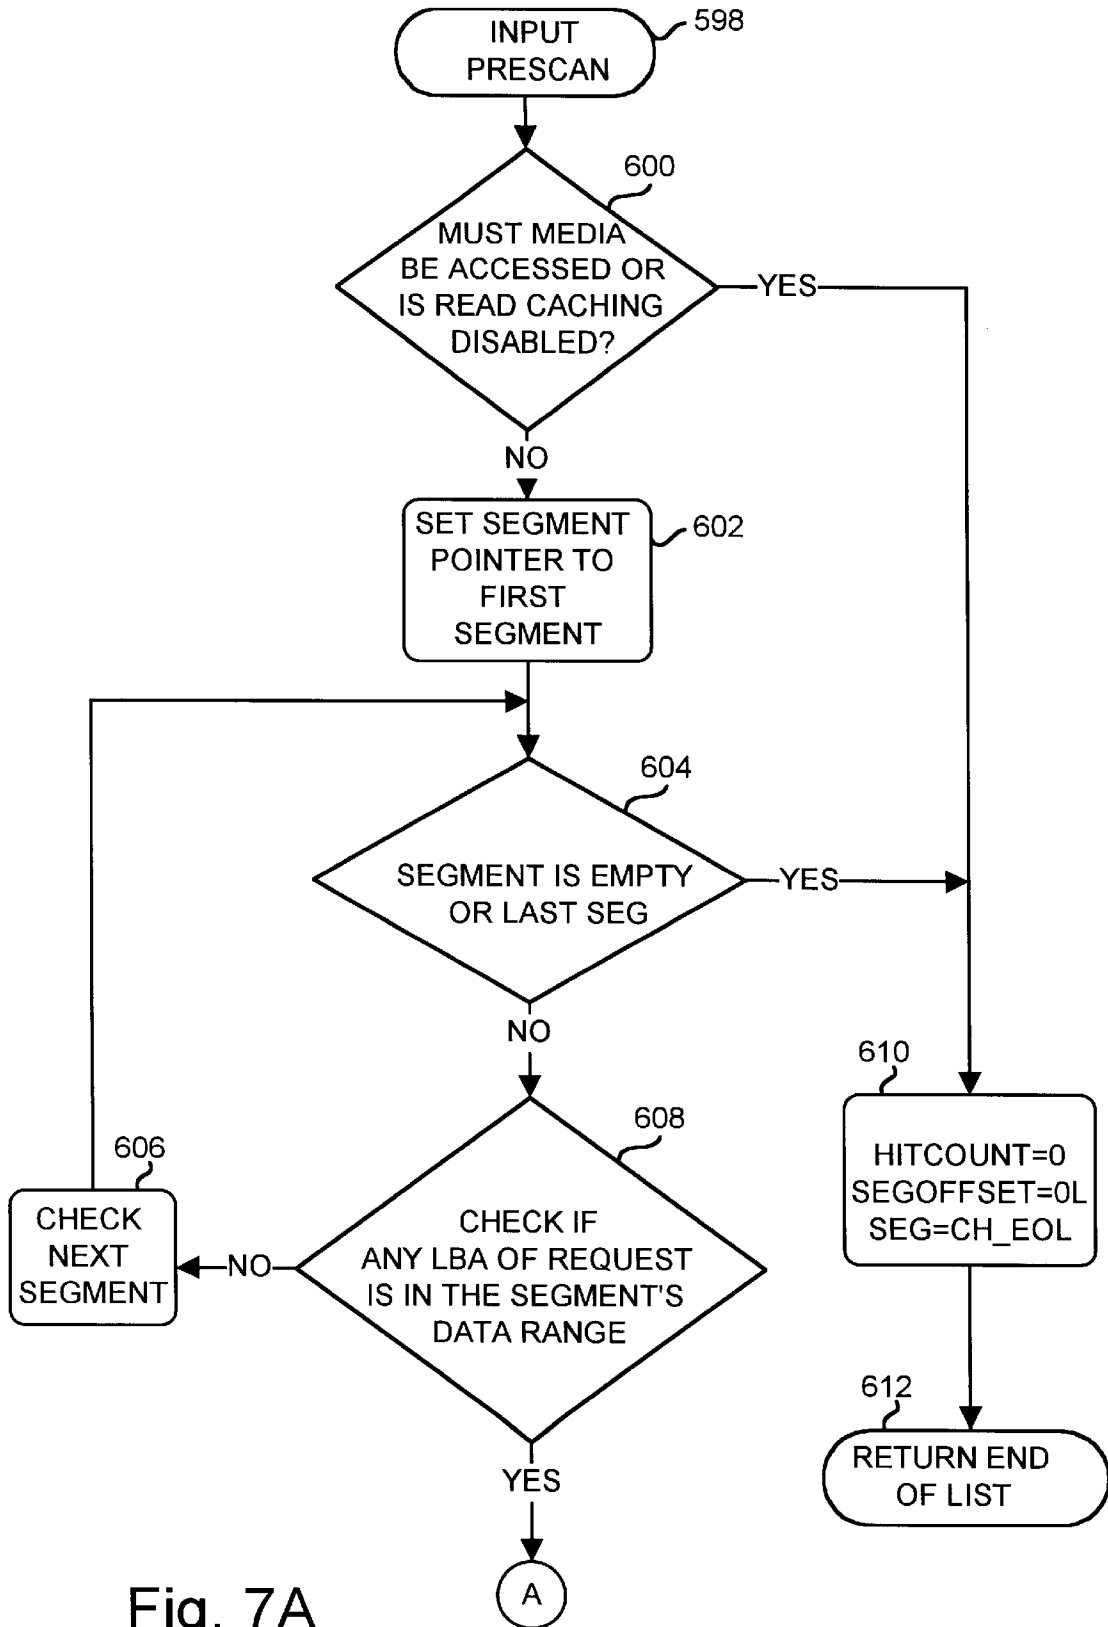 INPUT
PRESCAN
598
600
MUST MEDIA
BE ACCESSED OR
IS READ CACHING
DISABLED?
YES
NO
SET SEGMENT
POINTER TO
FIRST
SEGMENT
602
604
SEGMENT IS EMPTY
OR LAST SEG
YES
NO
608
CHECK IF
ANY LBA OF REQUEST
IS IN THE SEGMENT'S
DATA RANGE
NO
606
CHECK
NEXT
SEGMENT
YES
A
610
HITCOUNT=0
SEGOFFSET=0L
SEG=CH_EOL
612
RETURN END
OF LIST
Fig. 7A